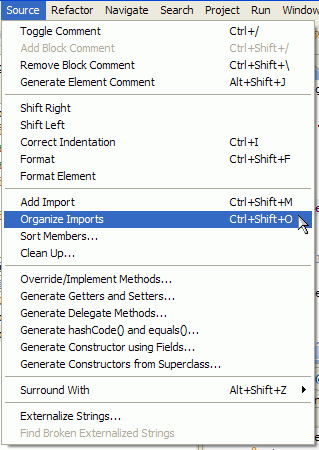 Source Refactor Navigate Search Project Run Window
Toggle Comment Ctrl+/
Add Block Comment Ctrl+Shift+/
Remove Block Comment Ctrl+Shift+\
Generate Element Comment Alt+Shift+J
Shift Right
Shift Left
Correct Indentation Ctrl+I
Format Ctrl+Shift+F
Format Element
Add Import Ctrl+Shift+M
Organize Imports Ctrl+Shift+O
Sort Members...
Clean Up...
Override/Implement Methods...
Generate Getters and Setters...
Generate Delegate Methods...
Generate hashCode() and equals()...
Generate Constructor using Fields...
Generate Constructors from Superclass...
Surround With Alt+Shift+Z
Externalize Strings...
Find Broken Externalized Strings